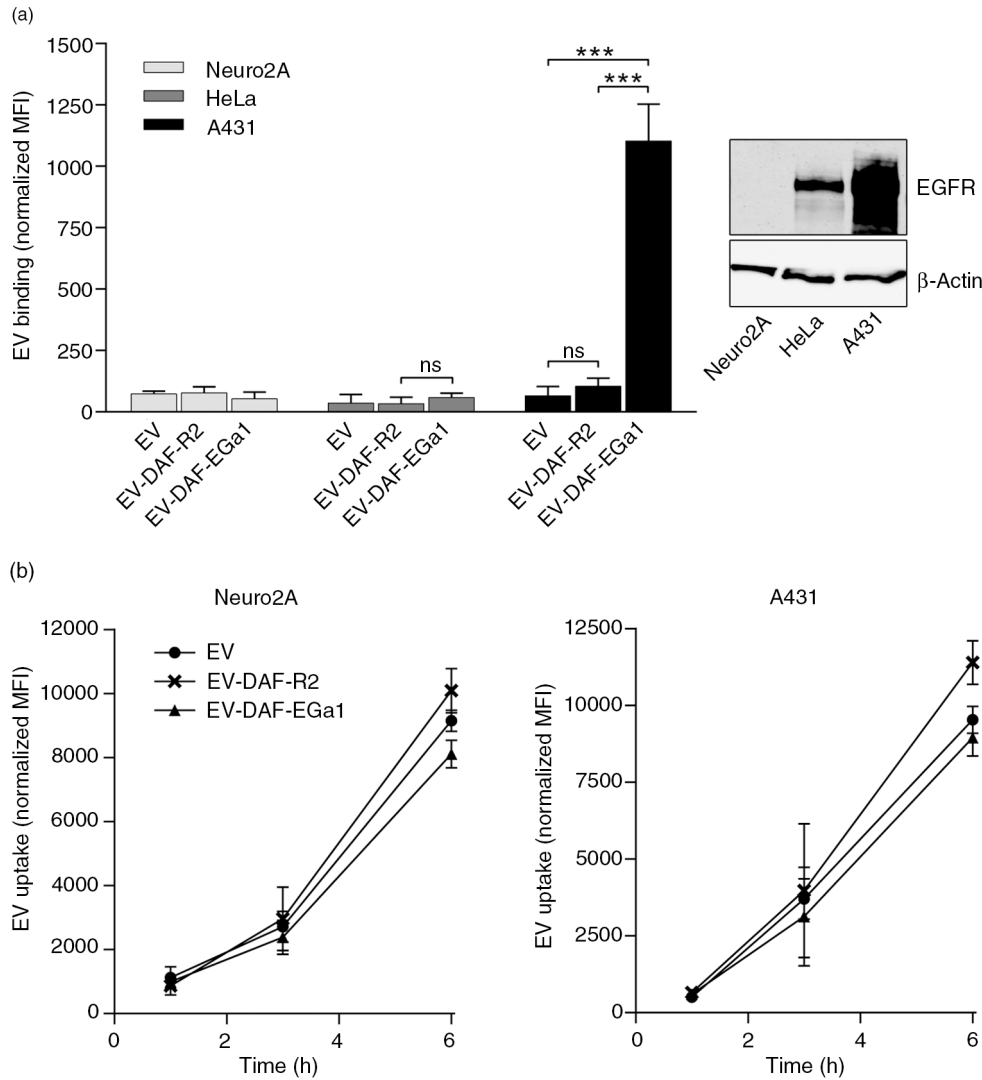 (a)
1500
1250
1000
750
500
250
0
EV binding (normalized MFI)
Neuro2A
HeLa
A431
ns
ns
***
***
EV
EV-DAF-R2
EV-DAF-EGa1
EV
EV-DAF-R2
EV-DAF-EGa1
EV
EV-DAF-R2
EV-DAF-EGa1
EGFR
β-Actin
Neuro2A
HeLa
A431
(b)
Neuro2A
12000
10000
8000
6000
4000
2000
0
EV uptake (normalized MFI)
EV
EV-DAF-R2
EV-DAF-EGa1
0 2 4 6
Time (h)
A431
12500
10000
7500
5000
2500
0
EV uptake (normalized MFI)
0 2 4 6
Time (h)